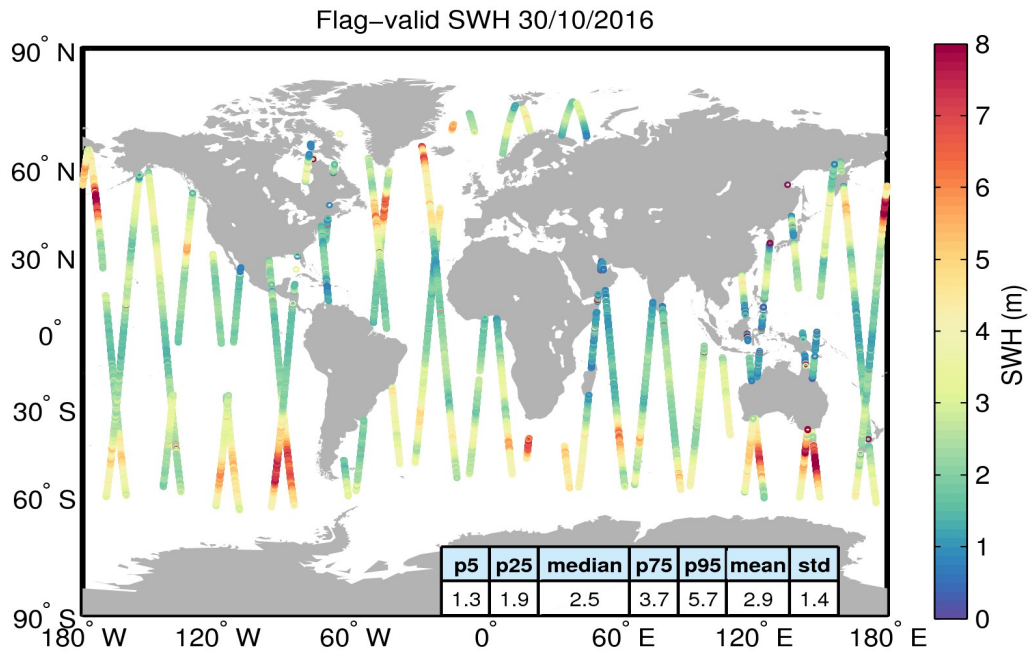 Flag−valid SWH 30/10/2016
90° N
60° N
30° N
0°
30° S
60° S
90° S
180° W
120° W
60° W
0°
60° E
120° E
180° E
p5 p25 median p75 p95 mean std
1.3 1.9 2.5 3.7 5.7 2.9 1.4
8
7
6
5
4
3
2
1
0
SWH (m)